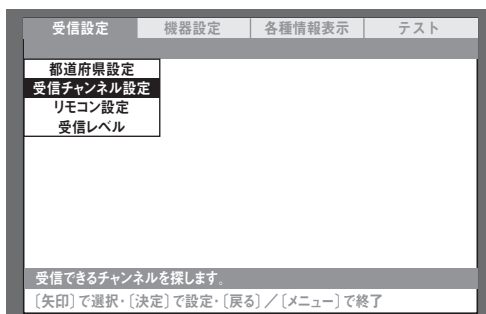 受信設定 機器設定 各種情報表示 テスト
都道府県設定
受信チャンネル設定
リモコン設定
受信レベル
受信できるチャンネルを探します。
〔矢印〕で選択・〔決定〕で設定・〔戻る〕／〔メニュー〕で終了